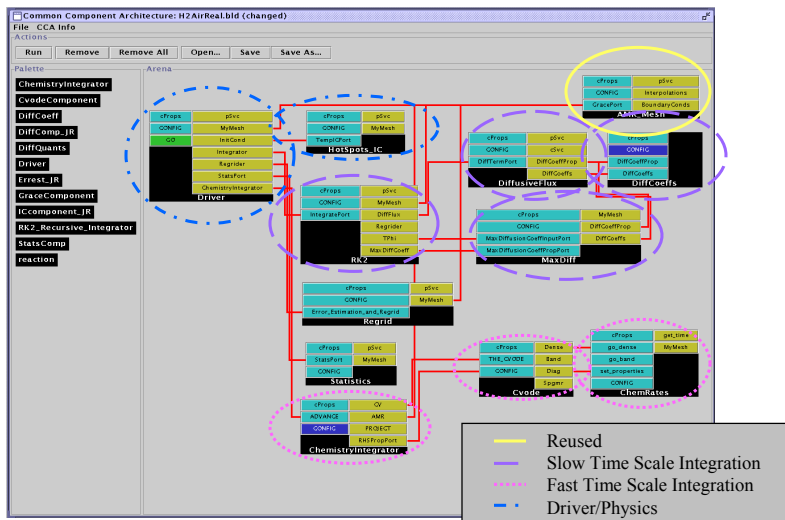 Common Component Architecture: H2AirReal.bld (changed)
File CCA Info
Actions
Run Remove Remove All Open... Save Save As...
Palette
ChemistryIntegrator
CvodeComponent
DiffCoeff
DiffComp_JR
DiffQuants
Driver
Errest_JR
GraceComponent
ICcomponent_JR
RK2_Recursive_Integrator
StatsComp
reaction
Arena
cProps pSvc
CONFIG MyMesh
GO InitCond
Integrator
Regrider
StatsPort
ChemistryIntegrator
Driver
cProps pSvc
CONFIG MyMesh
TempICPort
HotSpots_IC
cProps pSvc
CONFIG Interpolations
GracePort BoundaryConds
AMR_Mesh
cProps pSvc
CONFIG cSvc
DiffTermPort DiffCoeffProp
DiffCoeffs
DiffusiveFlux
cProps
CONFIG
DiffCoeffProp
DiffCoeffs
DiffCoeffs
cProps pSvc
CONFIG MyMesh
IntegratePort DiffFlux
Regrider
TPhi
MaxDiffCoeff
RK2
cProps MyMesh
CONFIG DiffCoeffProp
MaxDiffusionCoeffInputPort DiffCoeffs
MaxDiffusionCoeffPropPort
MaxDiff
cProps pSvc
CONFIG MyMesh
Error_Estimation_and_Regrid
Regrid
cProps pSvc
StatsPort MyMesh
CONFIG
Statistics
cProps Dense
THE_CVODE Band
CONFIG Diag
Spgmr
Cvode
cProps get_time
go_dense MyMesh
go_band
set_properties
CONFIG
ChemRates
cProps CV
ADVANCE AMR
CONFIG PROJECT
RHSPropPort
ChemistryIntegrator
Reused
Slow Time Scale Integration
Fast Time Scale Integration
Driver/Physics